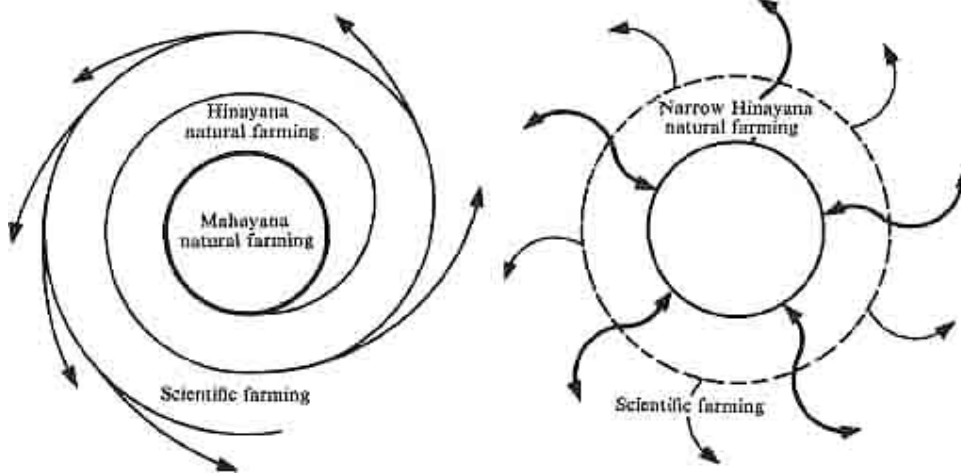 Hinayana
natural farming
Mahayana
natural farming
Scientific farming
Narrow Hinayana
natural farming
Scientific farming